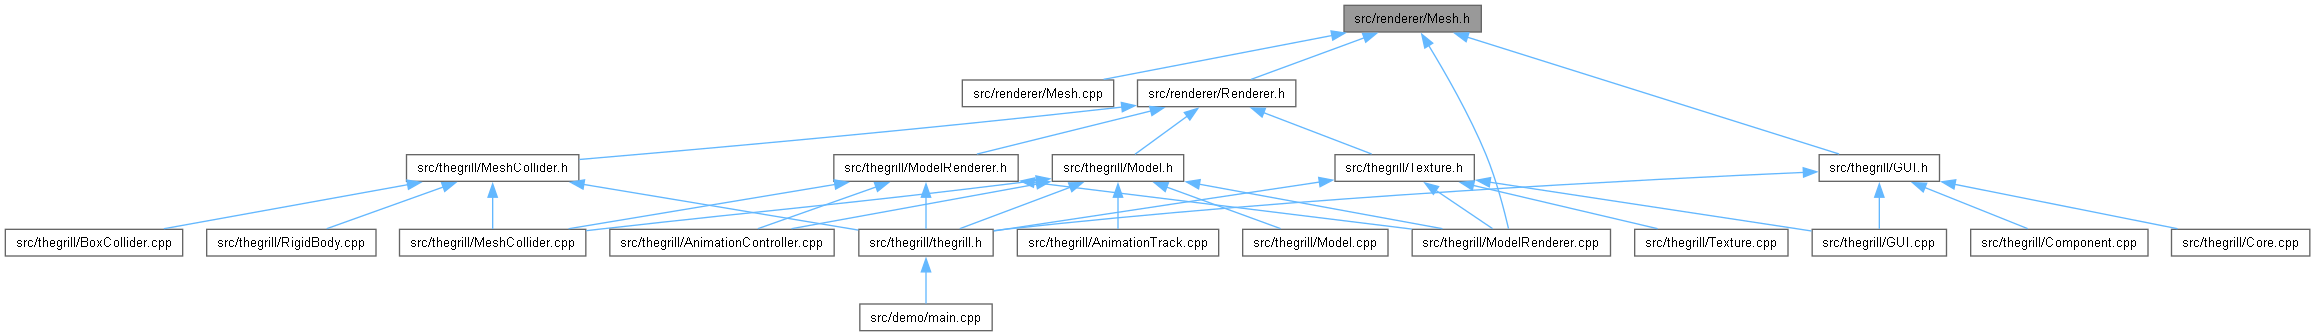 src/renderer/Mesh.h
src/renderer/Mesh.cpp
src/renderer/Renderer.h
src/thegrill/MeshCollider.h
src/thegrill/ModelRenderer.h
src/thegrill/Model.h
src/thegrill/Texture.h
src/thegrill/GUI.h
src/thegrill/BoxCollider.cpp
src/thegrill/RigidBody.cpp
src/thegrill/MeshCollider.cpp
src/thegrill/AnimationController.cpp
src/thegrill/thegrill.h
src/thegrill/AnimationTrack.cpp
src/thegrill/Model.cpp
src/thegrill/ModelRenderer.cpp
src/thegrill/Texture.cpp
src/thegrill/GUI.cpp
src/thegrill/Component.cpp
src/thegrill/Core.cpp
src/demo/main.cpp